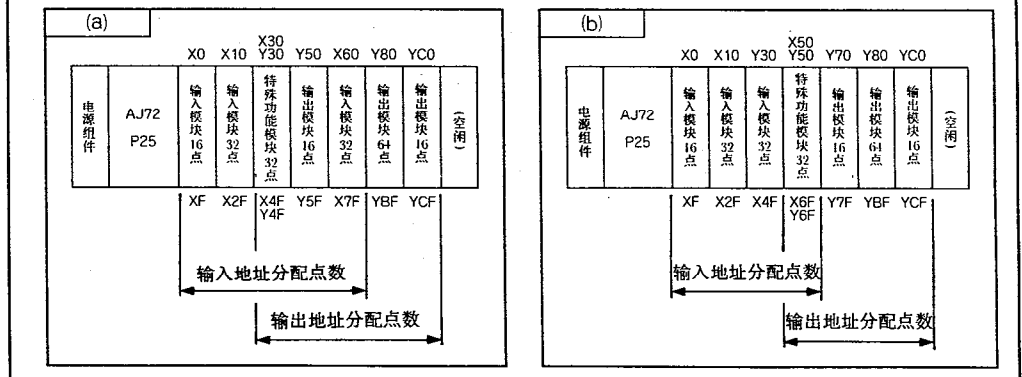 (a)
X30
X0 X10 Y30 Y50 X60 Y80 YC0
电源组件
AJ72
P25
输入模块16点
输入模块32点
特殊功能模块32点
输出模块16点
输入模块32点
输出模块64点
输出模块16点
(空闲)
XF X2F X4F Y5F X7F YBF YCF
Y4F
输入地址分配点数
输出地址分配点数
(b)
X50
X0 X10 Y30 Y50 Y70 Y80 YC0
电源组件
AJ72
P25
输入模块16点
输入模块32点
输入模块32点
特殊功能模块32点
输出模块16点
输出模块64点
输出模块16点
(空闲)
XF X2F X4F X6F Y7F YBF YCF
Y6F
输入地址分配点数
输出地址分配点数